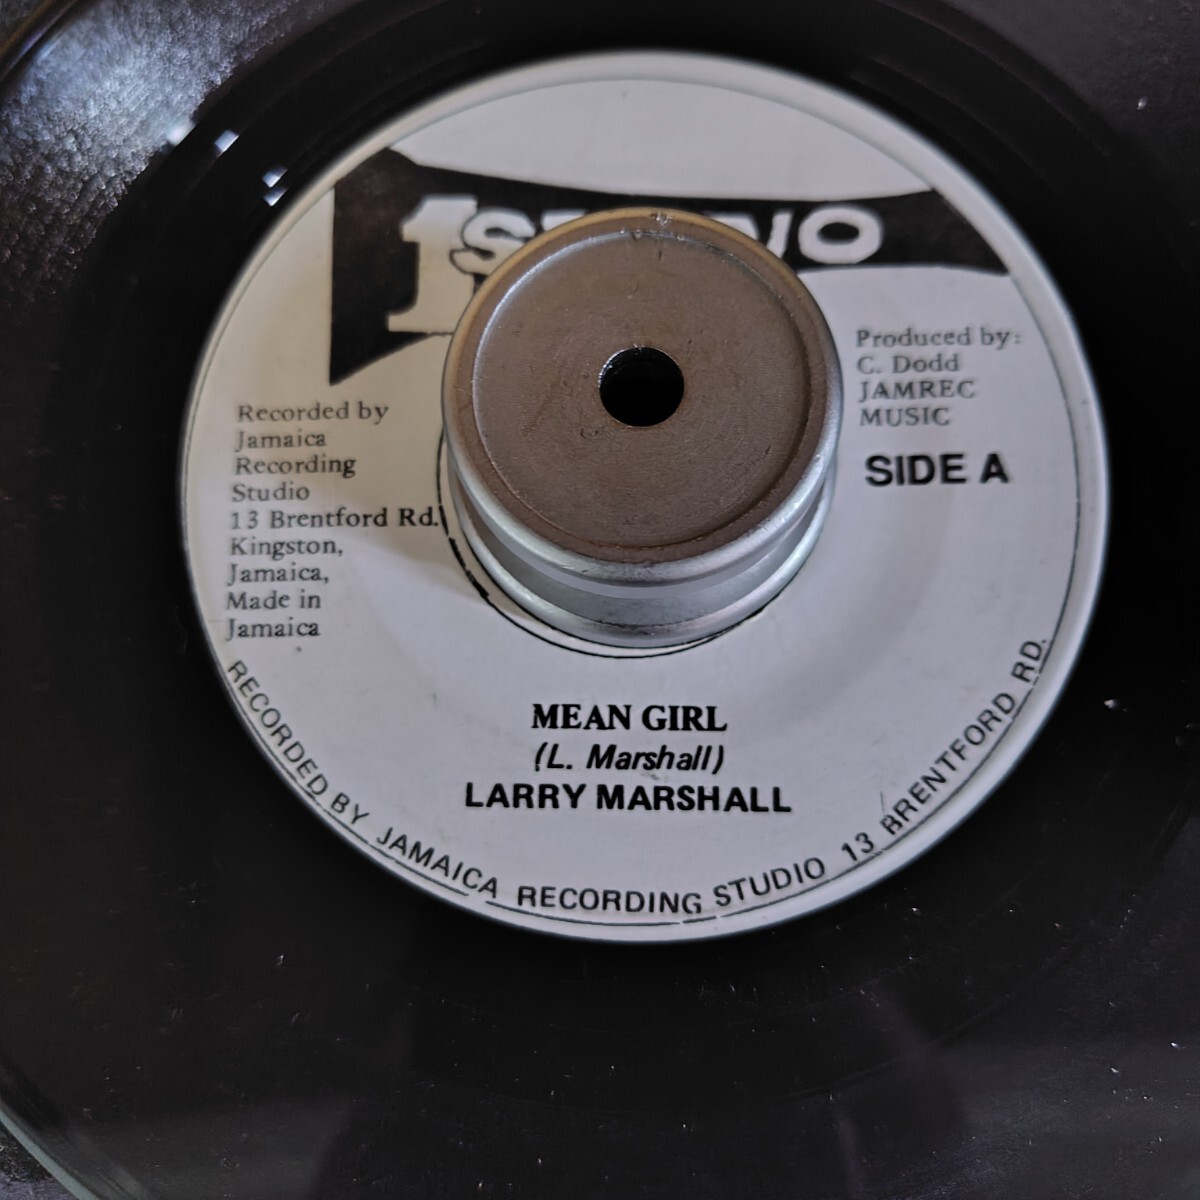 Recorded by
Jamaica
Recording
Studio
13 Brentford Rd.
Kingston,
Jamaica,
Made in
Jamaica
Produced by:
C. Dodd
JAMREC
MUSIC
SIDE A
MEAN GIRL
(L. Marshall)
LARRY MARSHALL
RECORDED BY JAMAICA RECORDING STUDIO 13 BRENTFORD RD.